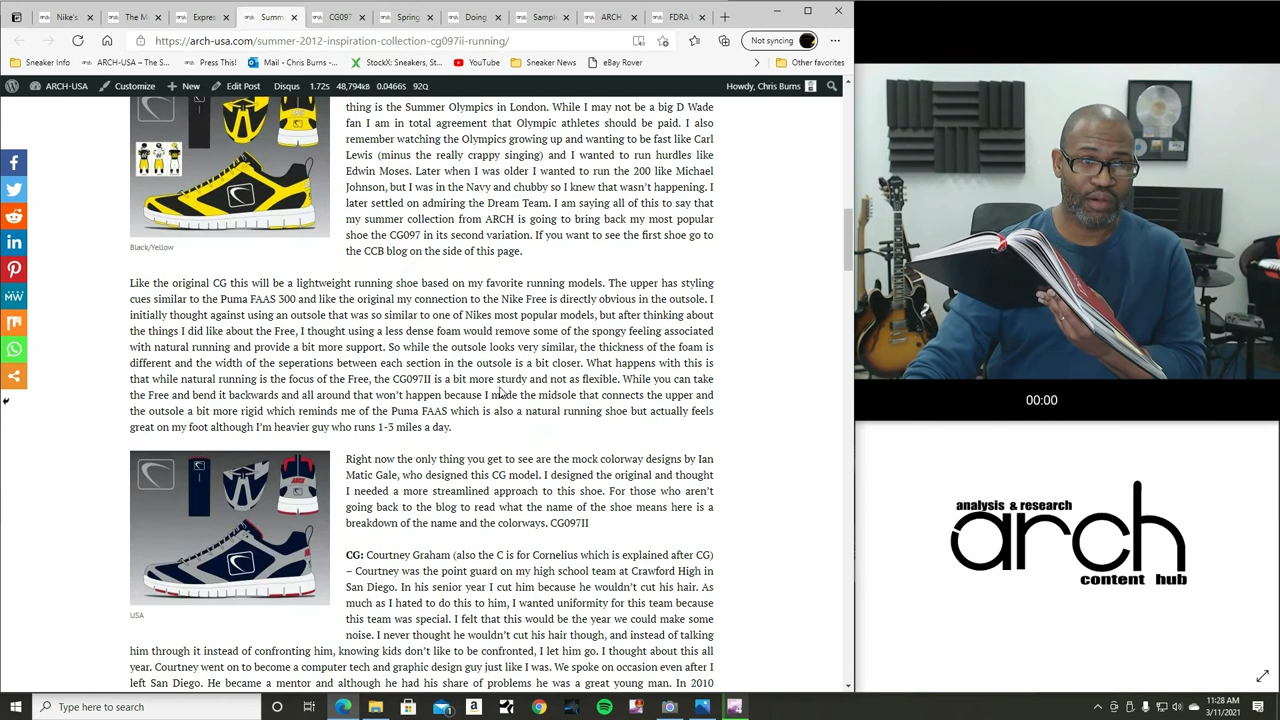 Nike's
The M
Expres
Summ
CG097
Spring
Doing
Sampl
ARCH
FDRA
https://arch-usa.com/summer-2012-inspiration-collection-cg097ii-running/
Not syncing
Sneaker Info
ARCH-USA – The S...
Press This!
Mail - Chris Burns -...
StockX: Sneakers, St...
YouTube
Sneaker News
eBay Rover
Other favorites
ARCH-USA
Customize
New
Edit Post
Disqus
1.72S
48,794kB
0.0466S
92Q
Howdy, Chris Burns
thing is the Summer Olympics in London. While I may not be a big D Wade
fan I am in total agreement that Olympic athletes should be paid. I also
remember watching the Olympics growing up and wanting to be fast like Carl
Lewis (minus the really crappy singing) and I wanted to run hurdles like
Edwin Moses. Later when I was older I wanted to run the 200 like Michael
Johnson, but I was in the Navy and chubby so I knew that wasn't happening. I
later settled on admiring the Dream Team. I am saying all of this to say that
my summer collection from ARCH is going to bring back my most popular
shoe the CG097 in its second variation. If you want to see the first shoe go to
the CCB blog on the side of this page.
Black/Yellow
Like the original CG this will be a lightweight running shoe based on my favorite running models. The upper has styling
cues similar to the Puma FAAS 300 and like the original my connection to the Nike Free is directly obvious in the outsole. I
initially thought against using an outsole that was so similar to one of Nikes most popular models, but after thinking about
the things I did like about the Free, I thought using a less dense foam would remove some of the spongy feeling associated
with natural running and provide a bit more support. So while the outsole looks very similar, the thickness of the foam is
different and the width of the seperations between each section in the outsole is a bit closer. What happens with this is
that while natural running is the focus of the Free, the CG097II is a bit more sturdy and not as flexible. While you can take
the Free and bend it backwards and all around that won't happen because I made the midsole that connects the upper and
the outsole a bit more rigid which reminds me of the Puma FAAS which is also a natural running shoe but actually feels
great on my foot although I'm heavier guy who runs 1-3 miles a day.
Right now the only thing you get to see are the mock colorway designs by Ian
Matic Gale, who designed this CG model. I designed the original and thought
I needed a more streamlined approach to this shoe. For those who aren't
going back to the blog to read what the name of the shoe means here is a
breakdown of the name and the colorways. CG097II
CG: Courtney Graham (also the C is for Cornelius which is explained after CG)
– Courtney was the point guard on my high school team at Crawford High in
San Diego. In his senior year I cut him because he wouldn't cut his hair. As
much as I hated to do this to him, I wanted uniformity for this team because
this team was special. I felt that this would be the year we could make some
noise. I never thought he wouldn't cut his hair though, and instead of talking
USA
him through it instead of confronting him, knowing kids don't like to be confronted, I let him go. I thought about this all
year. Courtney went on to become a computer tech and graphic design guy just like I was. We spoke on occasion even after I
left San Diego. He became a mentor and although he had his share of problems he was a great young man. In 2010
00:00
analysis & research
arch
content hub
Type here to search
11:28 AM
3/11/2021